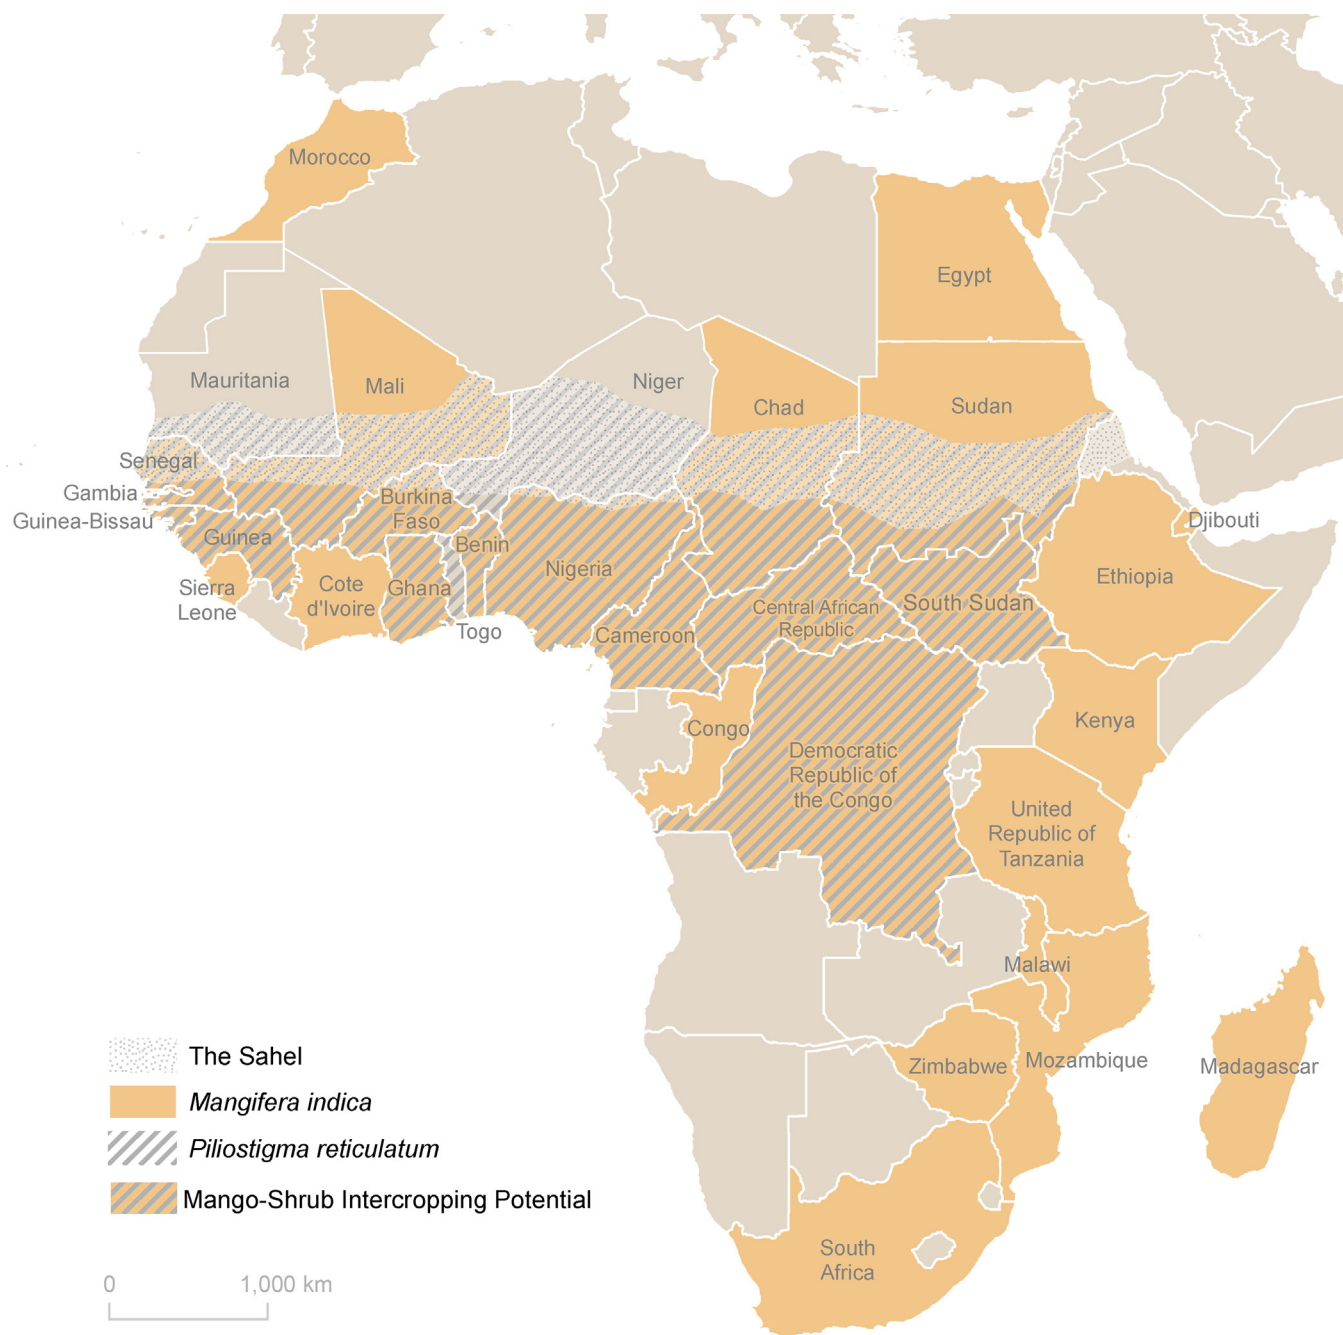 Morocco
Egypt
Mauritania
Mali
Niger
Chad
Sudan
Senegal
Gambia
Guinea-Bissau
Burkina
Faso
Djibouti
Guinea
Benin
Nigeria
Ethiopia
Sierra
Leone
Cote
d'Ivoire
Ghana
Togo
Cameroon
Central African
Republic
South Sudan
Congo
Kenya
Democratic
Republic of
the Congo
United
Republic of
Tanzania
Malawi
Zimbabwe
Mozambique
Madagascar
South
Africa
The Sahel
Mangifera indica
Piliostigma reticulatum
Mango-Shrub Intercropping Potential
0 1,000 km